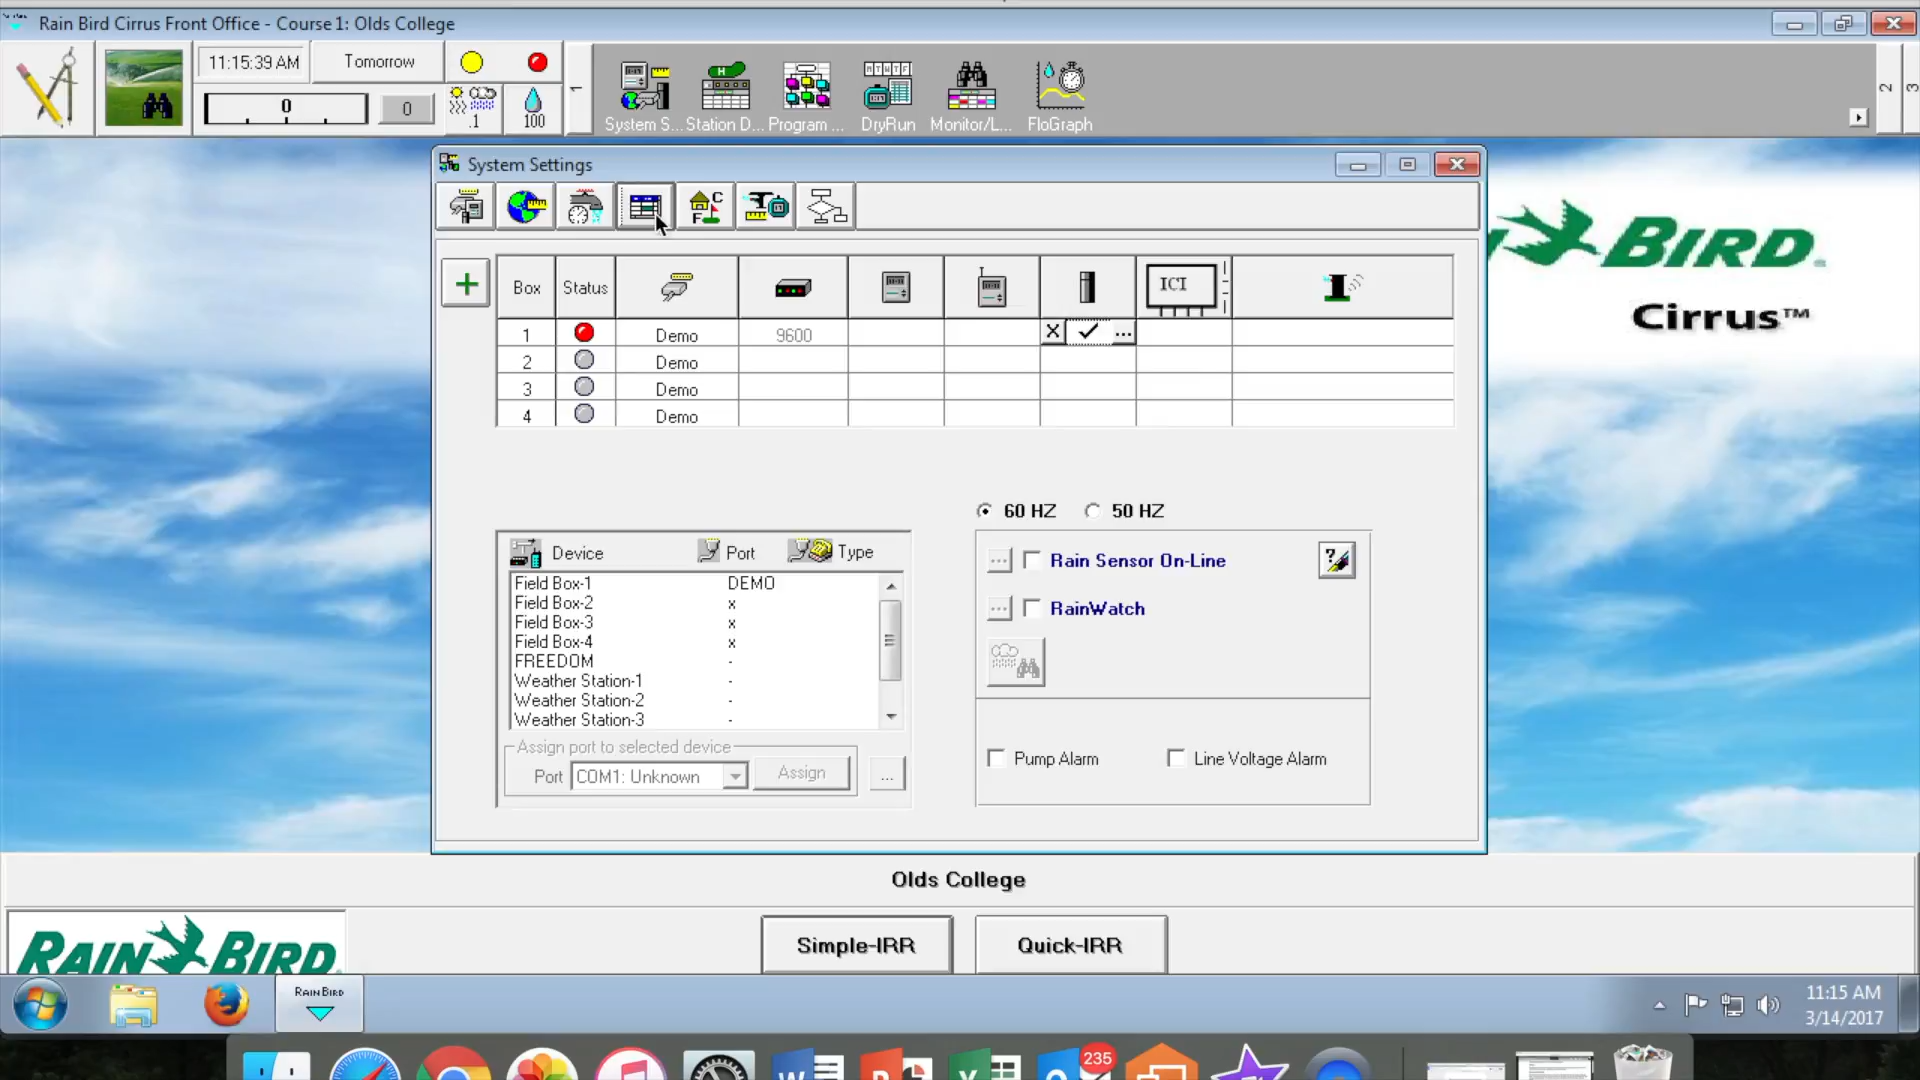 Rain Bird Cirrus Front Office - Course 1: Olds College
11:15:39 AM
Tomorrow
0
0
.1
100
1
System S...
Station D...
Program ...
DryRun
Monitor/L...
FloGraph
2
3
System Settings
C
F
Box
Status
ICI
1
Demo
9600
X
...
2
Demo
3
Demo
4
Demo
BIRD
Cirrus™
60 HZ
50 HZ
Device
Port
Type
Field Box-1 DEMO
Field Box-2 x
Field Box-3 x
Field Box-4 x
FREEDOM -
Weather Station-1 -
Weather Station-2 -
Weather Station-3 -
Assign port to selected device
Port
COM1: Unknown
Assign
...
... Rain Sensor On-Line
?
... RainWatch
Pump Alarm
Line Voltage Alarm
Olds College
RAIN BIRD
Simple-IRR
Quick-IRR
RAIN BIRD
11:15 AM
3/14/2017
235